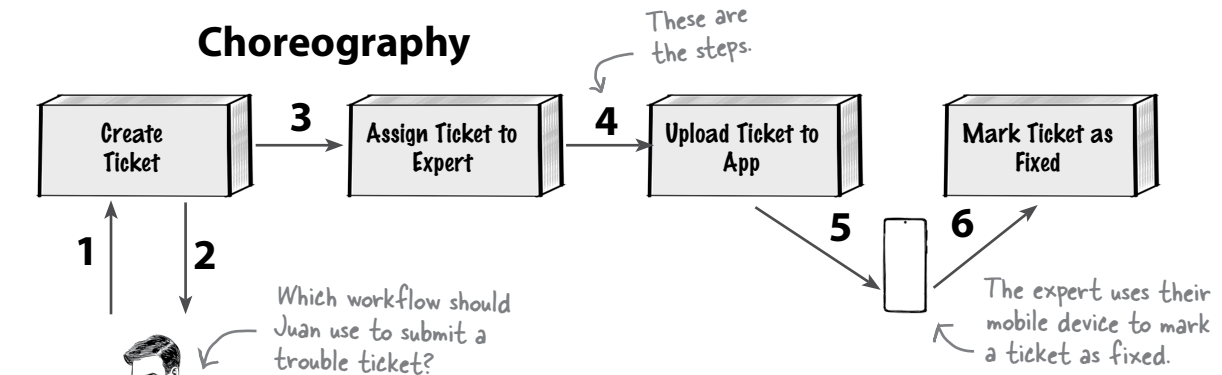 Choreography
These are
the steps.
Create
Ticket
3
Assign Ticket to
Expert
4
Upload Ticket to
App
Mark Ticket as
Fixed
1
2
5
6
Which workflow should
Juan use to submit a
trouble ticket?
The expert uses their
mobile device to mark
a ticket as fixed.